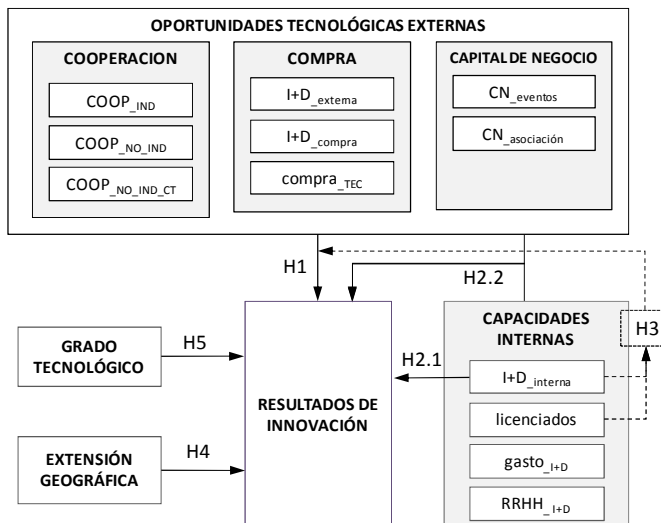 OPORTUNIDADES TECNOLÓGICAS EXTERNAS
COOPERACION
COOP_IND
COOP_NO_IND
COOP_NO_IND_CT
COMPRA
I+D_externa
I+D_compra
compra_TEC
CAPITAL DE NEGOCIO
CN_eventos
CN_asociación
H1
H2.2
GRADO
TECNOLÓGICO
H5
EXTENSIÓN
GEOGRÁFICA
H4
RESULTADOS DE
INNOVACIÓN
H2.1
CAPACIDADES
INTERNAS
I+D_interna
licenciados
gasto_I+D
RRHH_I+D
H3